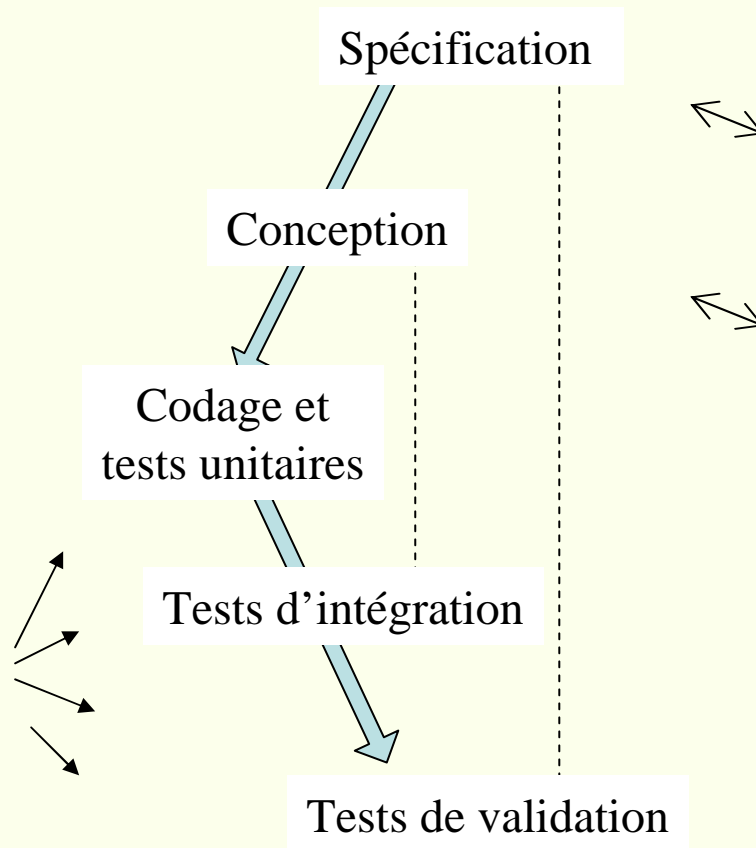 Spécification
Conception
Codage et
tests unitaires
Tests d’intégration
Tests de validation